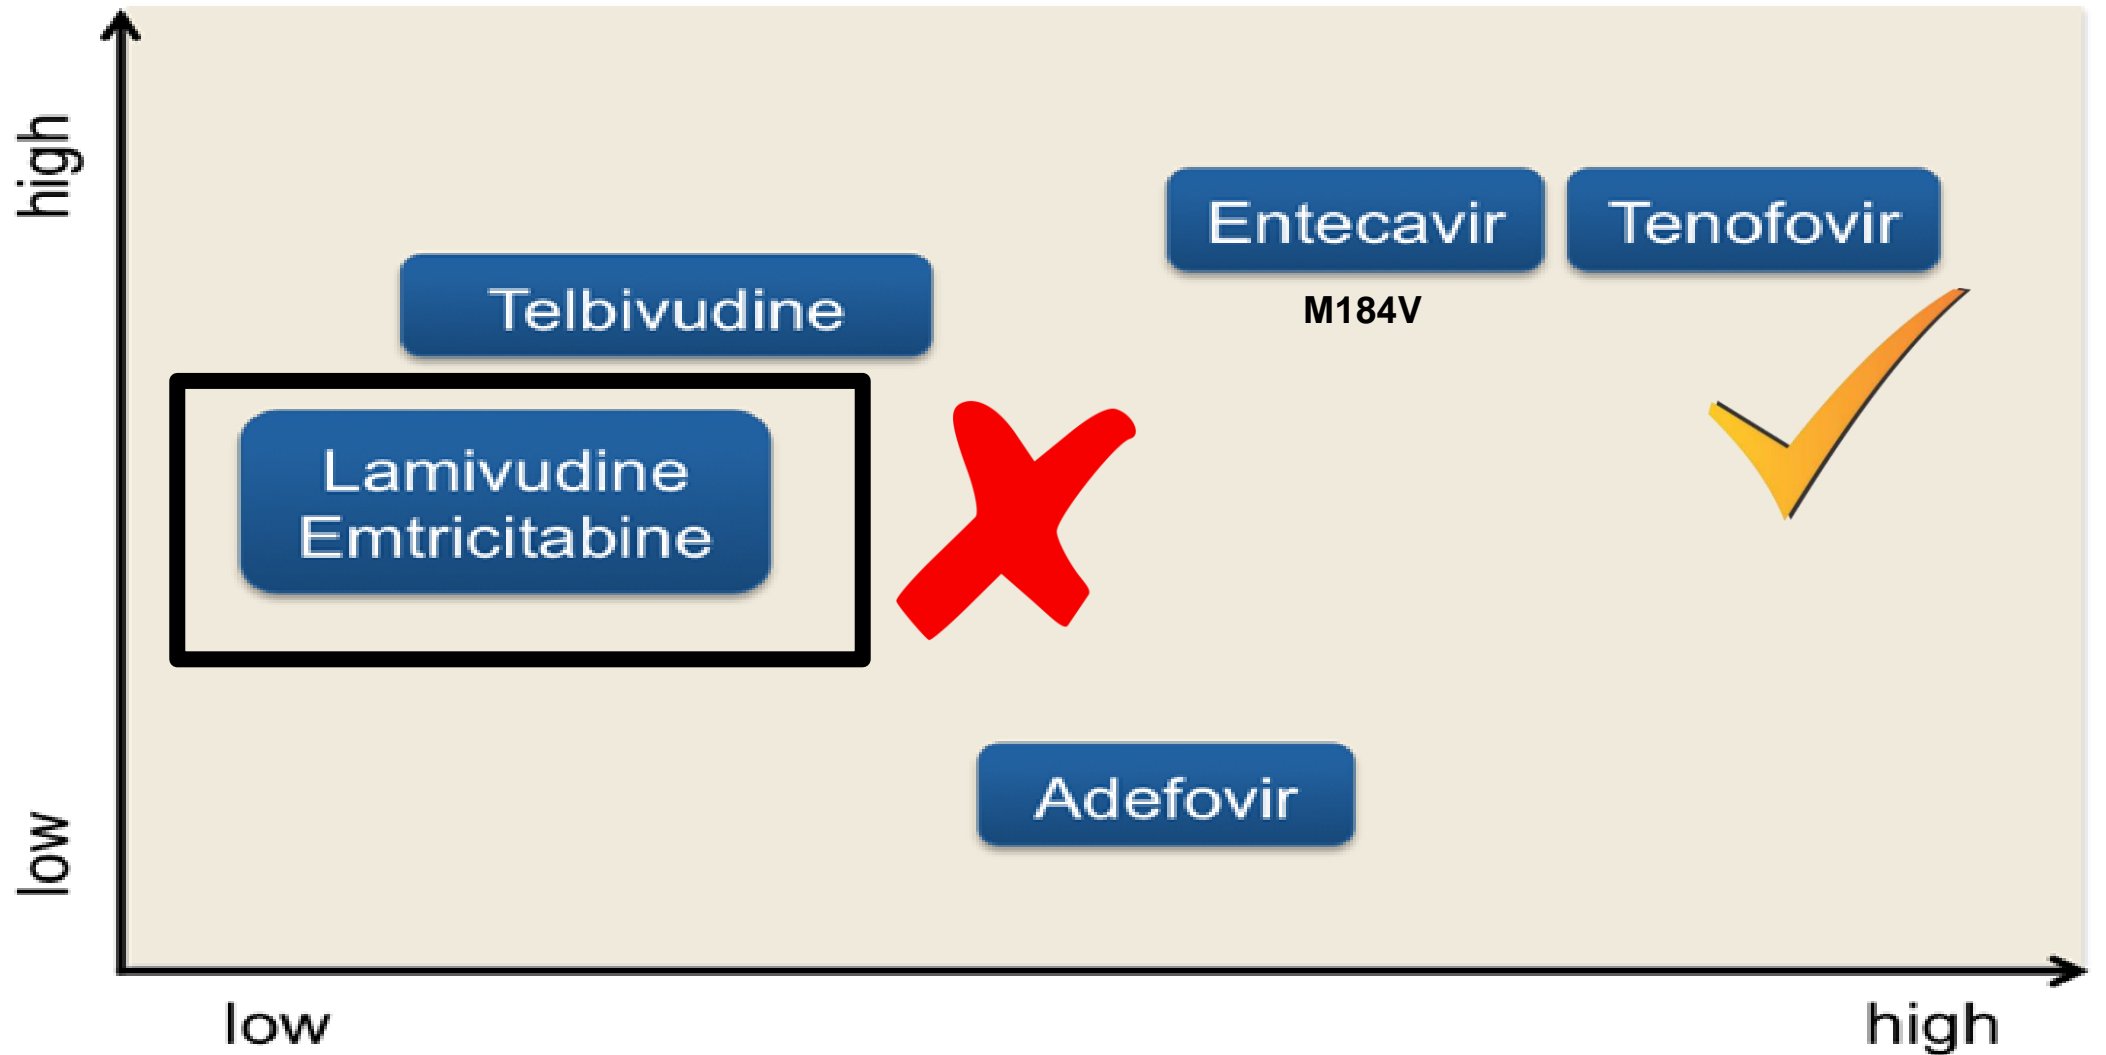 high
Entecavir
Tenofovir
Telbivudine
M184V
Lamivudine
Emtricitabine
Adefovir
low
low
high